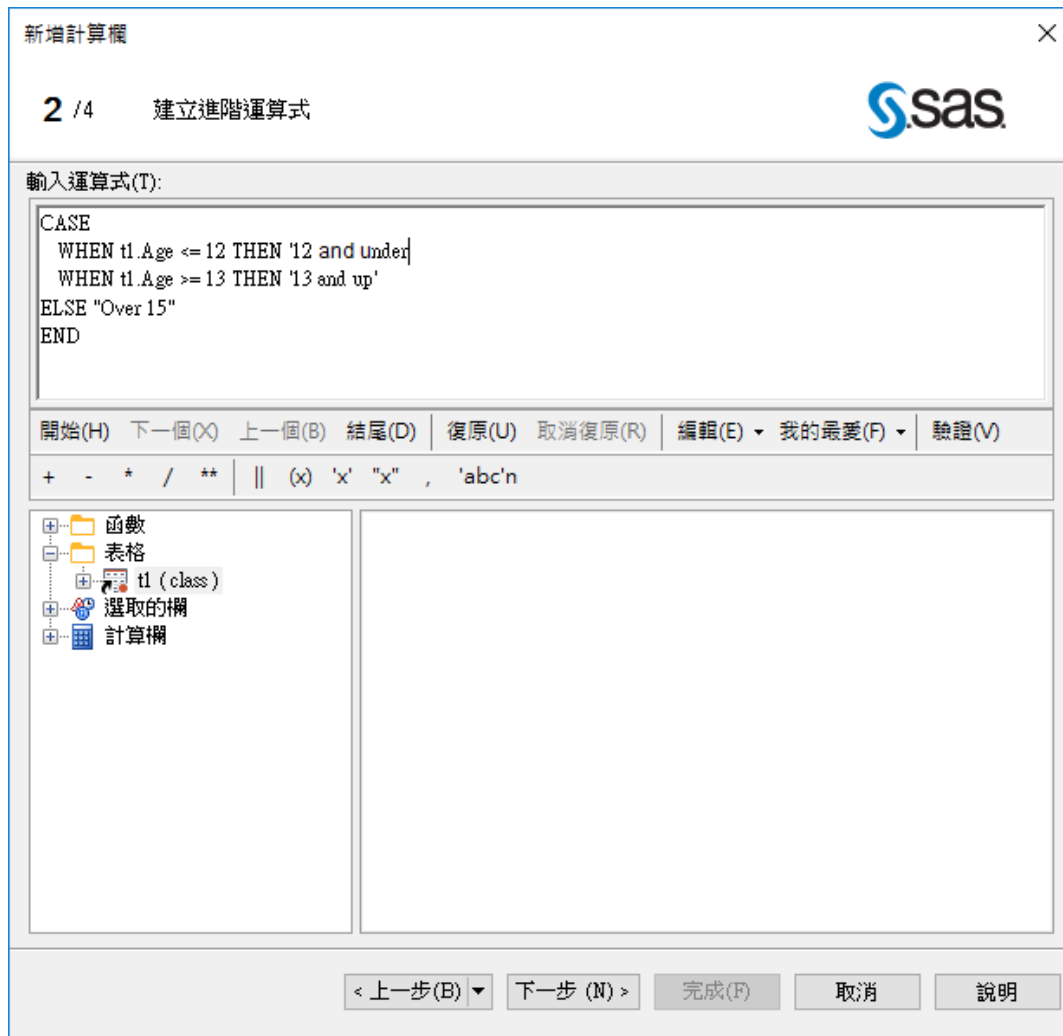 新增計算欄
2 /4 建立進階運算式
sas
輸入運算式(T):
CASE
WHEN t1.Age <= 12 THEN '12 and under
WHEN t1.Age >= 13 THEN '13 and up'
ELSE "Over 15"
END
開始(H) 下一個(X) 上一個(B) 結尾(D) 復原(U) 取消復原(R) 編輯(E) 我的最愛(F) 驗證(V)
+ - * / ** || (x) 'x' "x" , 'abc'n
函數
表格
t1 (class)
選取的欄
計算欄
< 上一步(B) 下一步 (N) > 完成(F) 取消 說明